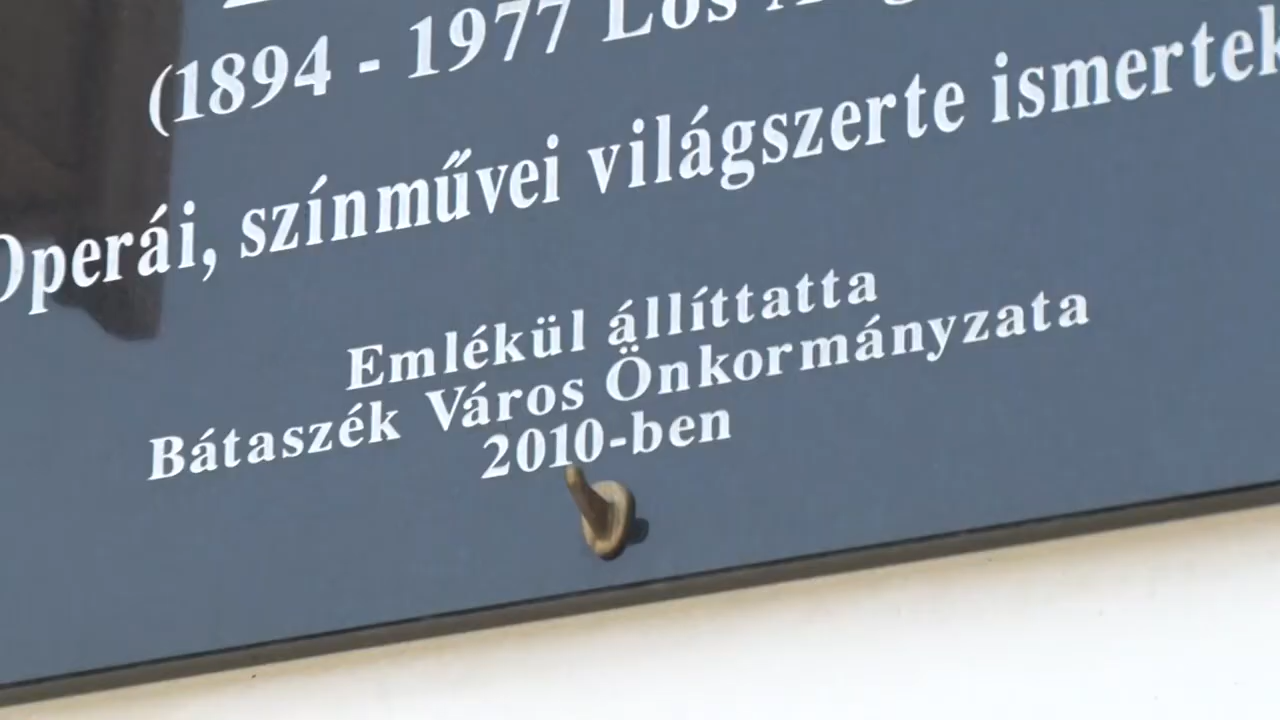 (1894 - 1977 Los
Operái, színművei világszerte ismertek
Emlékül állíttatta
Bátaszék Város Önkormányzata
2010-ben